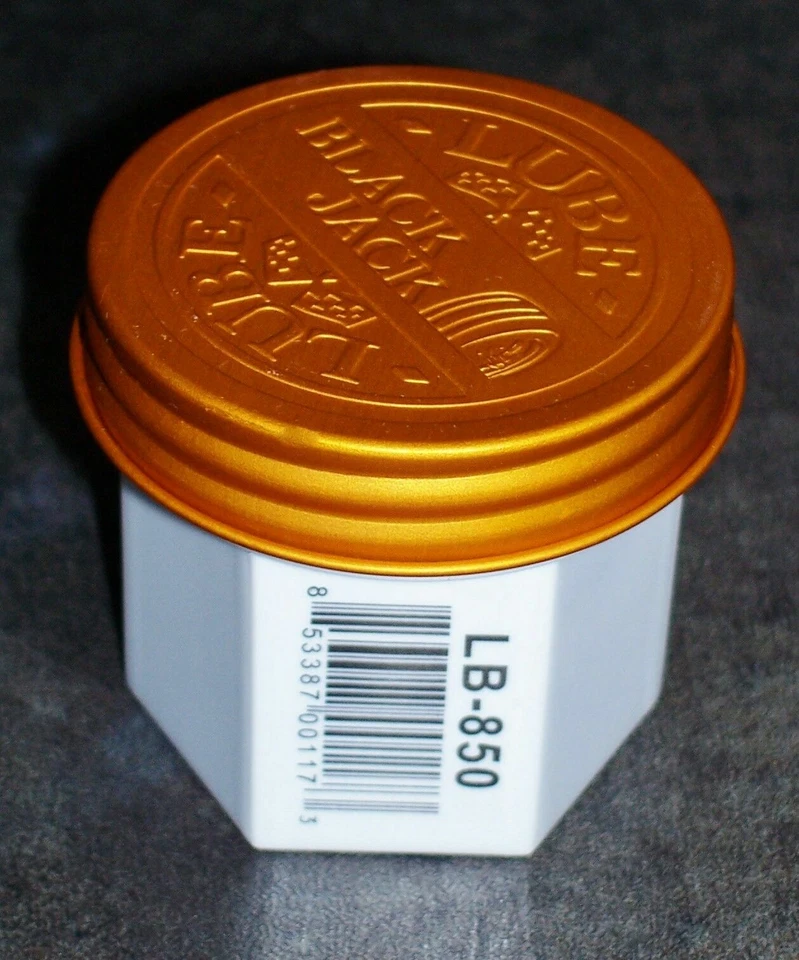 LUBE
BLACK
JACK
LUBE
LB-850
8 53387 00117 3